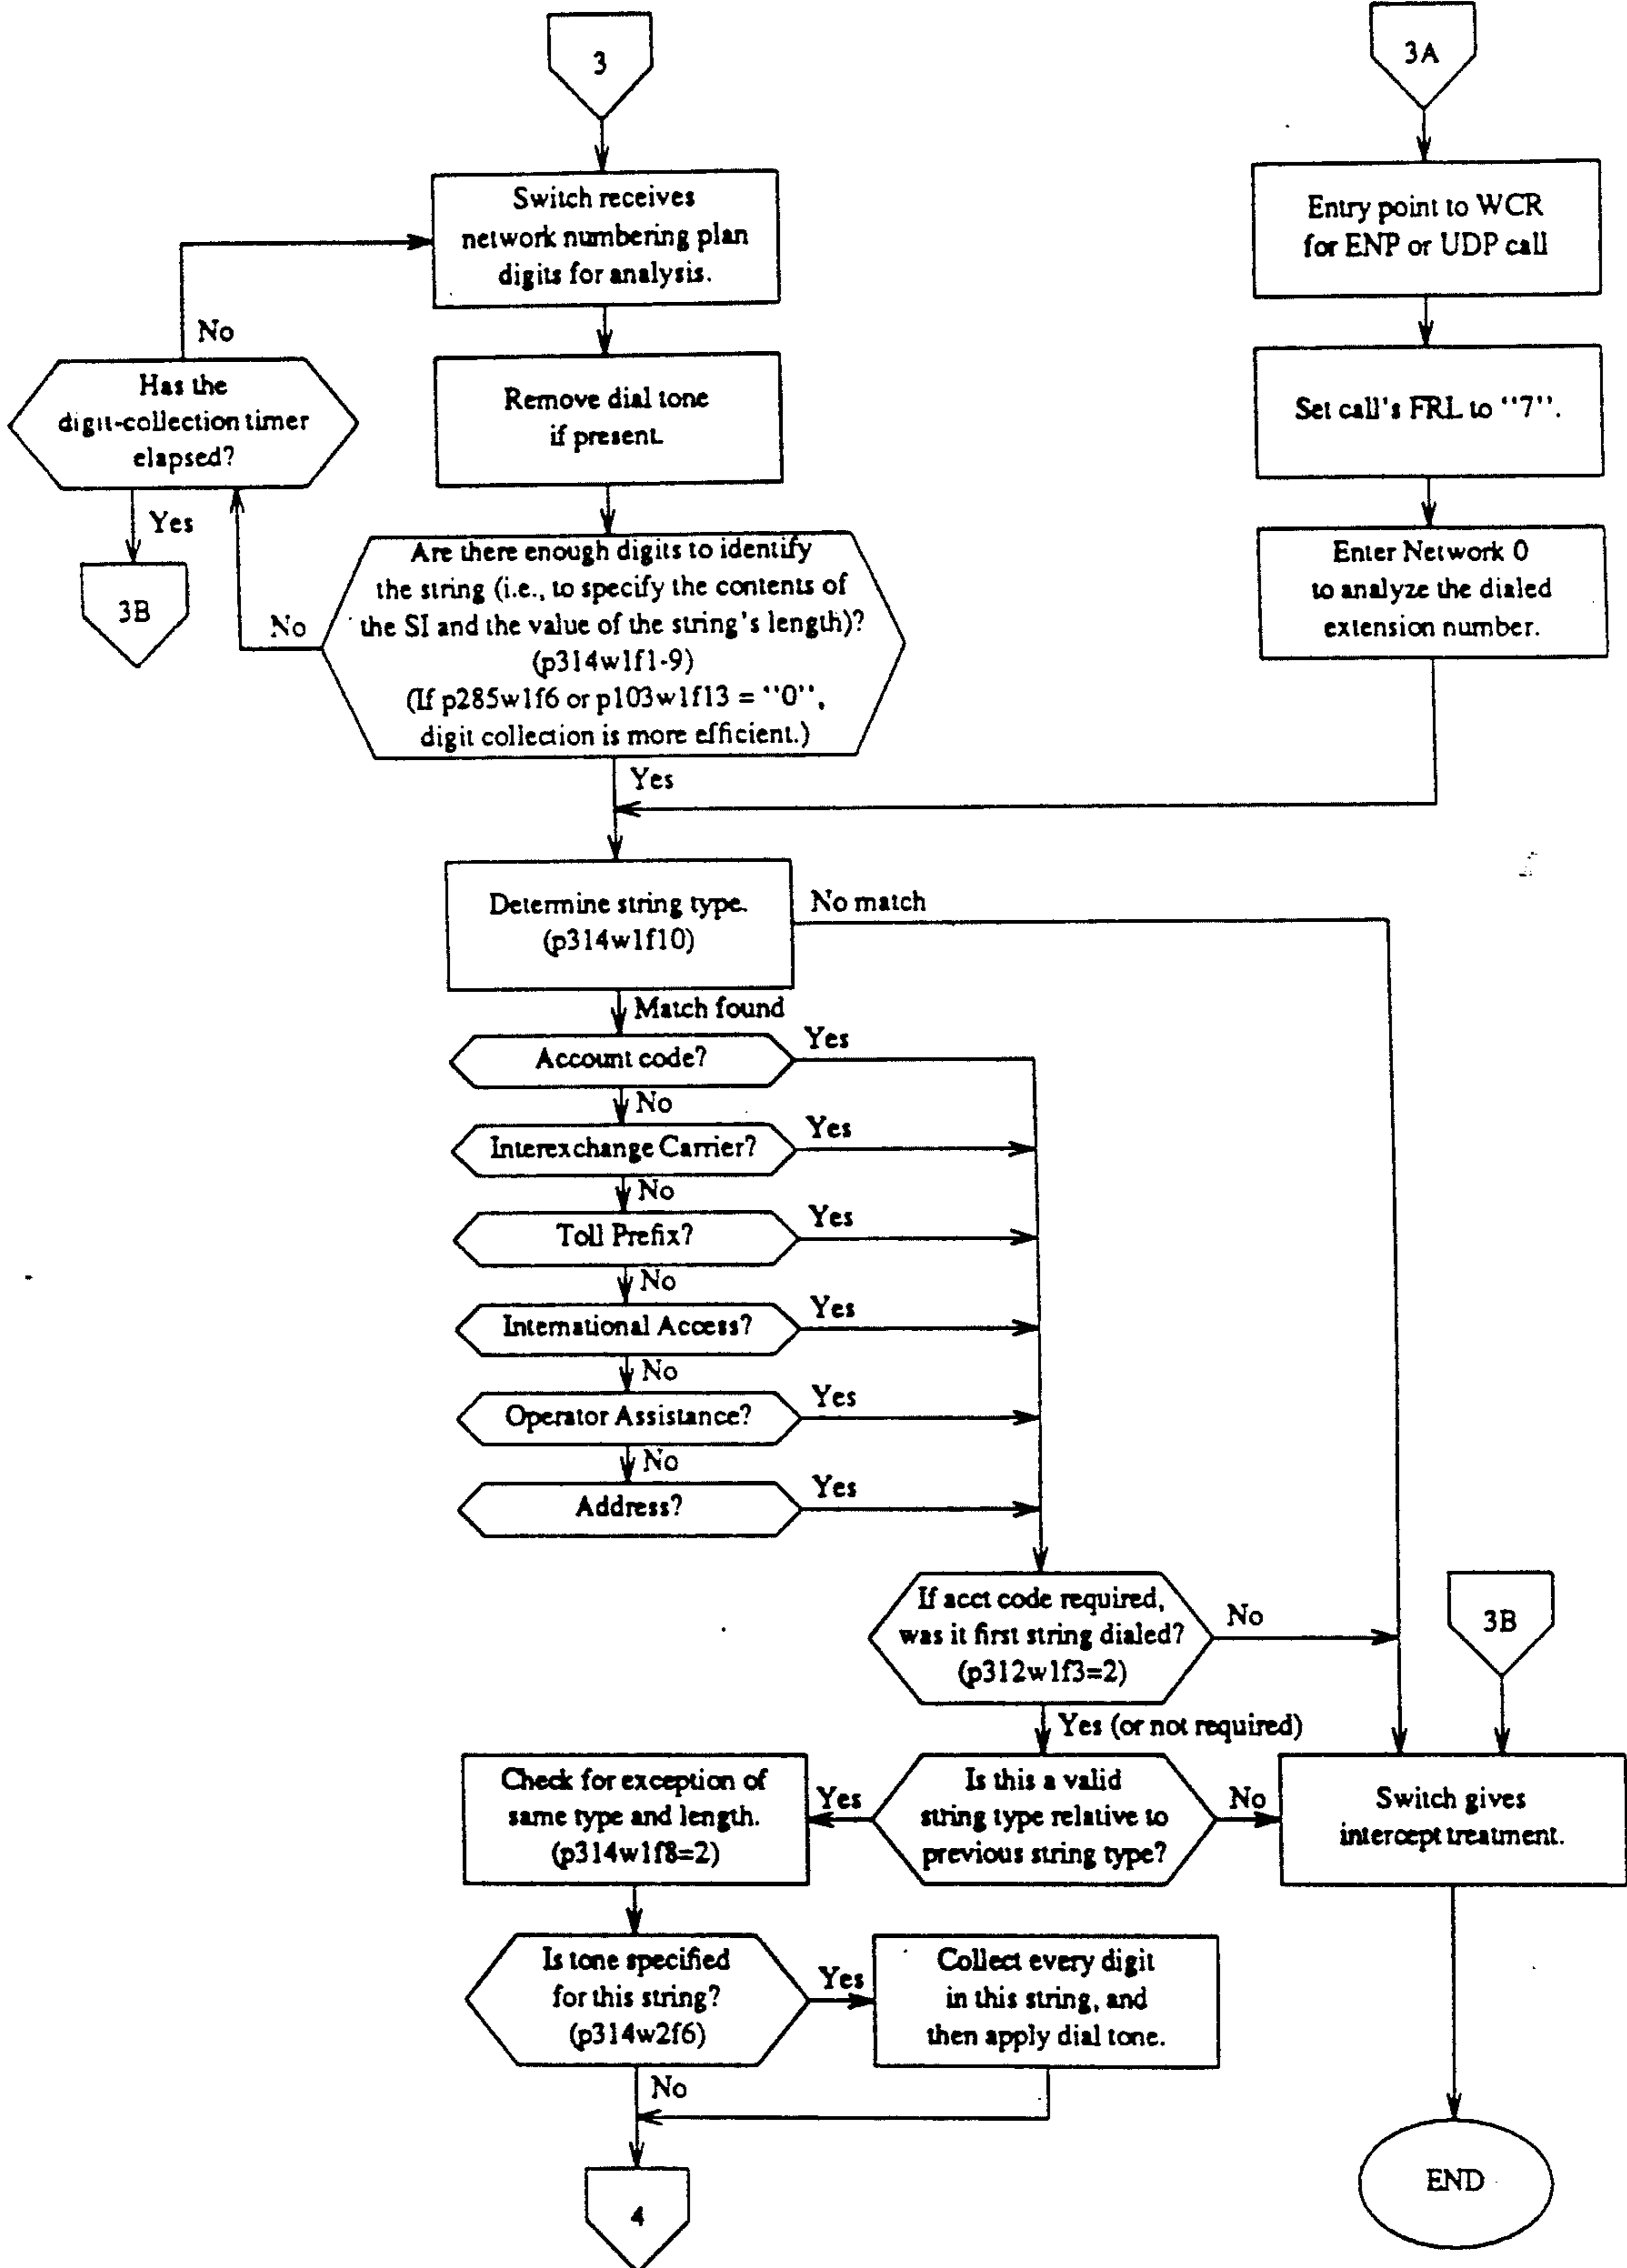 3
3A
Switch receives
network numbering plan
digits for analysis.
Entry point to WCR
for ENP or UDP call
No
Has the
digit-collection timer
elapsed?
Remove dial tone
if present.
Set call's FRL to "7".
Yes
3B
No
Are there enough digits to identify
the string (i.e., to specify the contents of
the SI and the value of the string's length)?
(p314w1f1-9)
(If p285w1f6 or p103w1f13 = "0",
digit collection is more efficient.)
Enter Network 0
to analyze the dialed
extension number.
Yes
Determine string type.
(p314w1f10)
No match
Match found
Account code?
Yes
No
Interexchange Carrier?
Yes
No
Toll Prefix?
Yes
No
International Access?
Yes
No
Operator Assistance?
Yes
No
Address?
Yes
If acct code required,
was it first string dialed?
(p312w1f3=2)
No
3B
Yes (or not required)
Check for exception of
same type and length.
(p314w1f8=2)
Yes
Is this a valid
string type relative to
previous string type?
No
Switch gives
intercept treatment.
Is tone specified
for this string?
(p314w2f6)
Yes
Collect every digit
in this string, and
then apply dial tone.
No
4
END